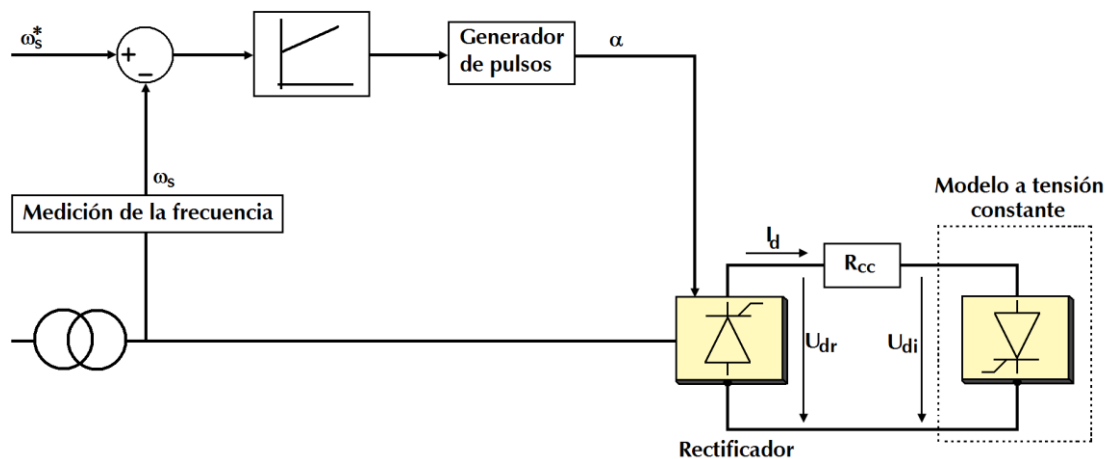 ω*s
+
−
Generador
de pulsos
α
ωs
Medición de la frecuencia
Modelo a tensión
constante
Id
Rcc
Udr
Udi
Rectificador